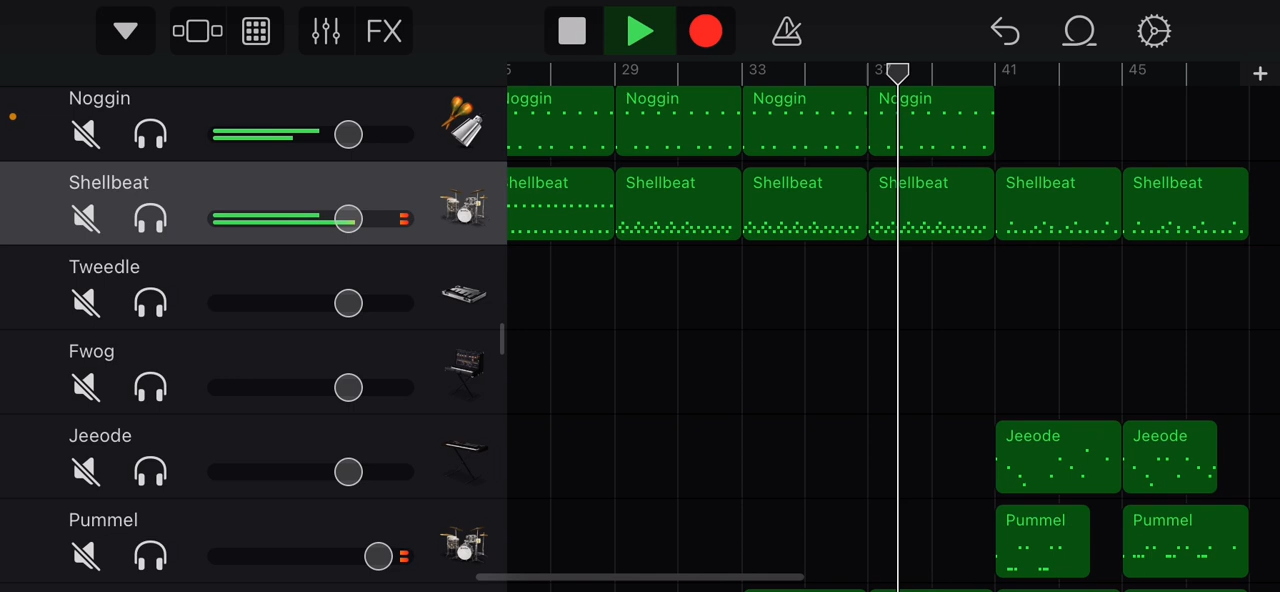 FX
29 33 37 41 45 +
Noggin
Noggin Noggin Noggin Noggin
Shellbeat
Shellbeat Shellbeat Shellbeat Shellbeat Shellbeat Shellbeat
Tweedle
Fwog
Jeeode
Jeeode Jeeode
Pummel
Pummel Pummel